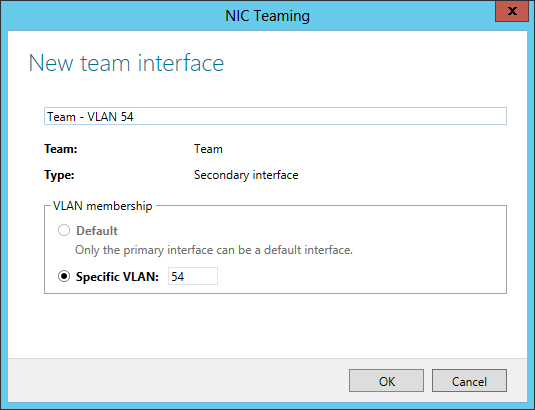 NIC Teaming
x
New team interface
Team - VLAN 54
Team: Team
Type: Secondary interface
VLAN membership
Default
Only the primary interface can be a default interface.
Specific VLAN: 54
OK Cancel